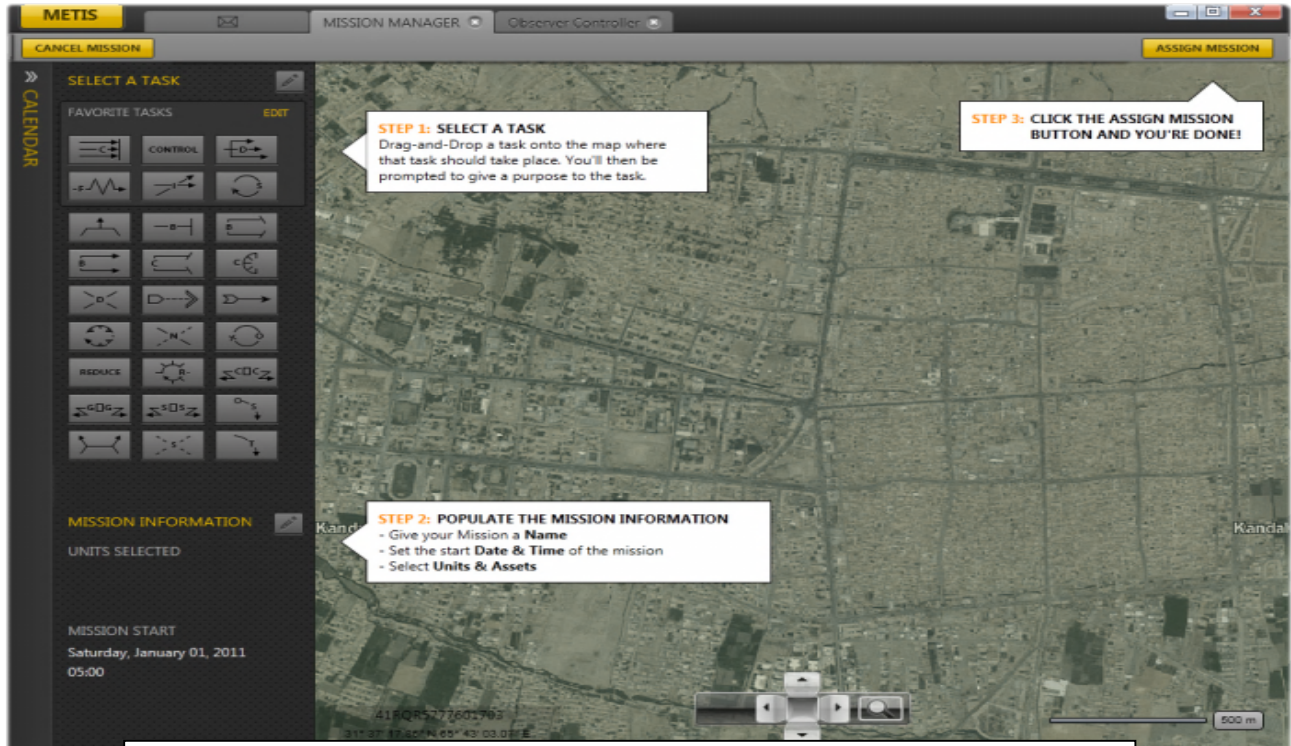 METIS
MISSION MANAGER
Observer Controller
CANCEL MISSION
ASSIGN MISSION
CALENDAR
SELECT A TASK
FAVORITE TASKS EDIT
C CONTROL D
F S
B B
B C C
D D D
N O
REDUCE R C C
G G S S S
S T
STEP 1: SELECT A TASK
Drag-and-Drop a task onto the map where
that task should take place. You'll then be
prompted to give a purpose to the task.
STEP 3: CLICK THE ASSIGN MISSION
BUTTON AND YOU'RE DONE!
MISSION INFORMATION
UNITS SELECTED
STEP 2: POPULATE THE MISSION INFORMATION
- Give your Mission a Name
- Set the start Date & Time of the mission
- Select Units & Assets
Kand
Kandal
MISSION START
Saturday, January 01, 2011
05:00
500 m